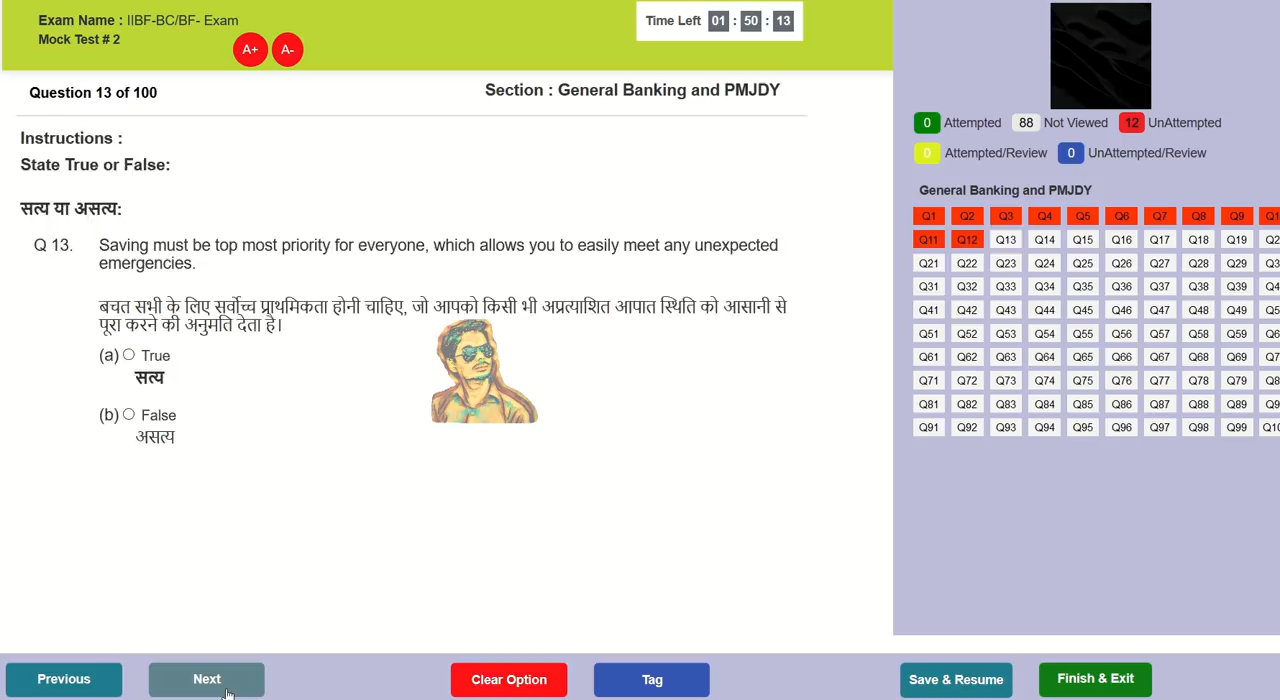 Exam Name : IIBF-BC/BF- Exam
Mock Test # 2
A+ A-
Time Left 01 : 50 : 13
Question 13 of 100
Section : General Banking and PMJDY
Instructions :
State True or False:
सत्य या असत्य:
Q 13. Saving must be top most priority for everyone, which allows you to easily meet any unexpected
emergencies.
बचत सभी के लिए सर्वोच्च प्राथमिकता होनी चाहिए, जो आपको किसी भी अप्रत्याशित आपात स्थिति को आसानी से
पूरा करने की अनुमति देता है।
(a) True
सत्य
(b) False
असत्य
0 Attempted 88 Not Viewed 12 UnAttempted
0 Attempted/Review 0 UnAttempted/Review
General Banking and PMJDY
Q1 Q2 Q3 Q4 Q5 Q6 Q7 Q8 Q9
Q11 Q12 Q13 Q14 Q15 Q16 Q17 Q18 Q19
Q21 Q22 Q23 Q24 Q25 Q26 Q27 Q28 Q29
Q31 Q32 Q33 Q34 Q35 Q36 Q37 Q38 Q39
Q41 Q42 Q43 Q44 Q45 Q46 Q47 Q48 Q49
Q51 Q52 Q53 Q54 Q55 Q56 Q57 Q58 Q59
Q61 Q62 Q63 Q64 Q65 Q66 Q67 Q68 Q69
Q71 Q72 Q73 Q74 Q75 Q76 Q77 Q78 Q79
Q81 Q82 Q83 Q84 Q85 Q86 Q87 Q88 Q89
Q91 Q92 Q93 Q94 Q95 Q96 Q97 Q98 Q99
Previous Next Clear Option Tag Save & Resume Finish & Exit